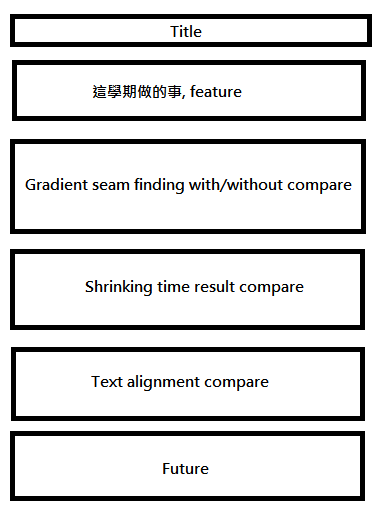 Title
這學期做的事, feature
Gradient seam finding with/without compare
Shrinking time result compare
Text alignment compare
Future